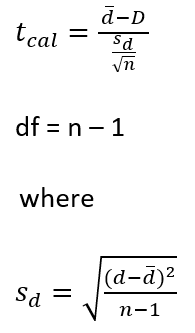 t_cal = (d̄ – D) / (s_d / √n)
df = n – 1
where
s_d = √((d–d̄)² / (n–1))